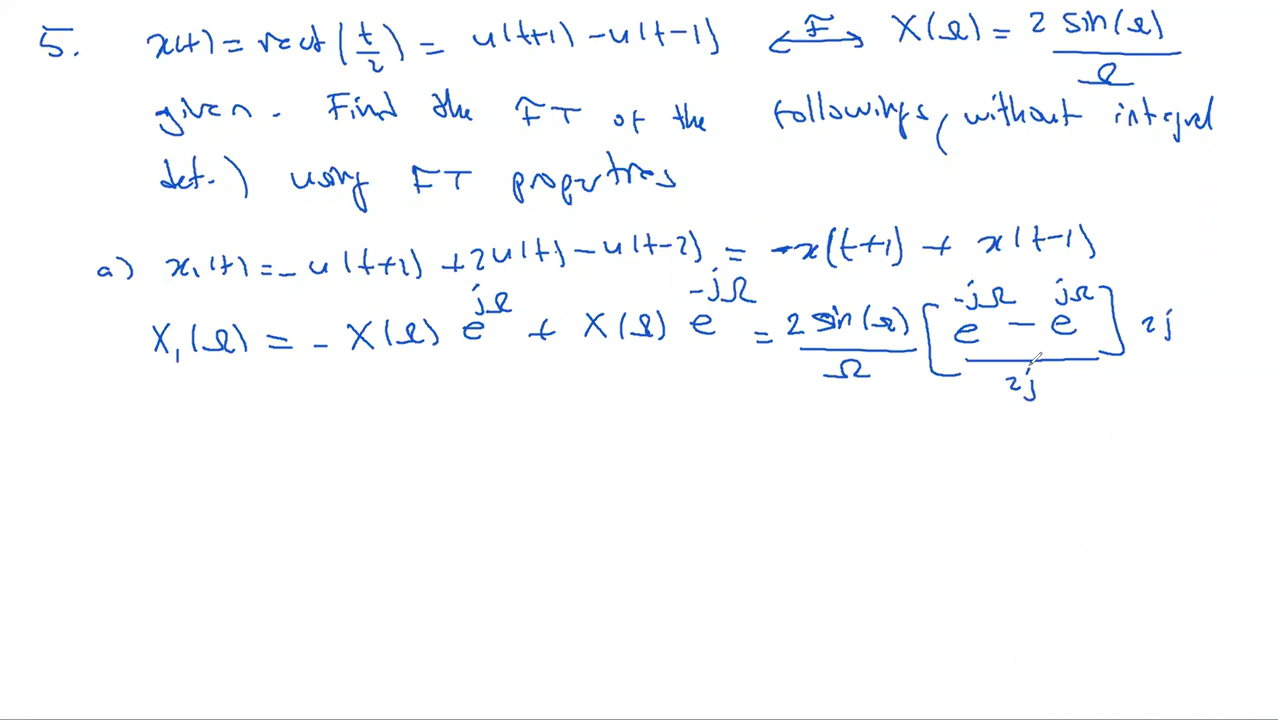 5. x(t) = rect(t/2) = u(t+1) - u(t-1) ⟷F X(Ω) = 2 sin(Ω)/Ω
given. Find the FT of the followings, without integral
det.) using FT properties
a) x₁(t) = - u(t+2) + 2u(t) - u(t-2) = -x(t+1) + x(t-1)
X₁(Ω) = - X(Ω) e^{jΩ} + X(Ω) e^{-jΩ} = 2 sin(Ω)/Ω [ (e^{-jΩ} - e^{jΩ})/2j ] 2j